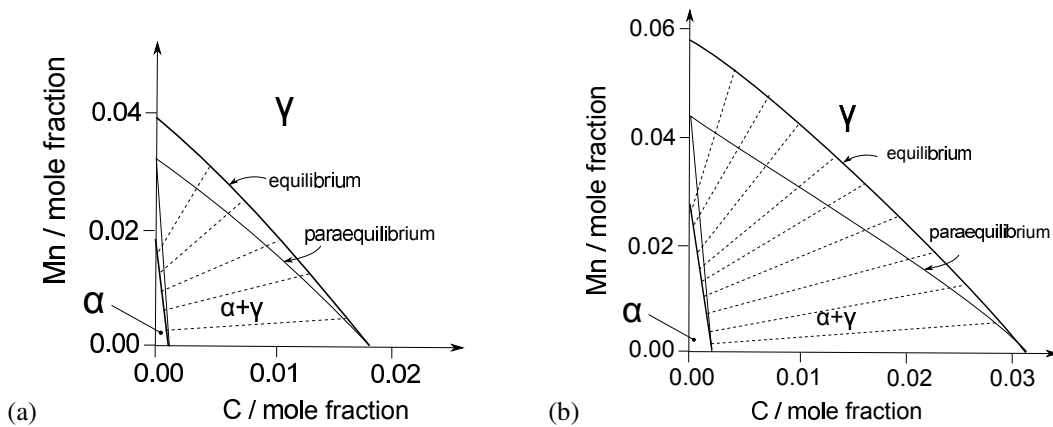 0.04
0.02
0.00
Mn / mole fraction
γ
equilibrium
paraequilibrium
α
α+γ
0.00
0.01
0.02
C / mole fraction
(a)
0.06
0.04
0.02
0.00
Mn / mole fraction
γ
equilibrium
paraequilibrium
α
α+γ
0.00
0.01
0.02
0.03
C / mole fraction
(b)